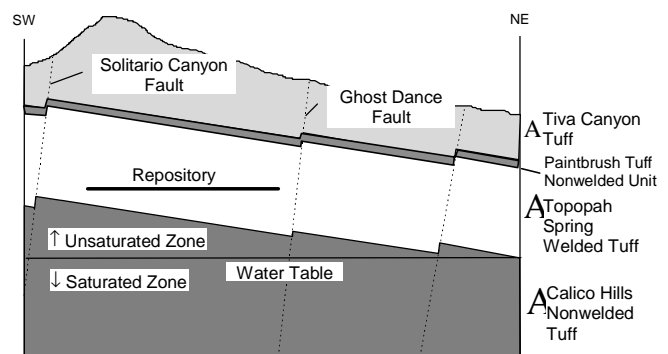 SW
NE
Solitario Canyon
Fault
Ghost Dance
Fault
A Tiva Canyon
Tuff
Paintbrush Tuff
Nonwelded Unit
Repository
A Topopah
Spring
Welded Tuff
↑ Unsaturated Zone
Water Table
↓ Saturated Zone
A Calico Hills
Nonwelded
Tuff